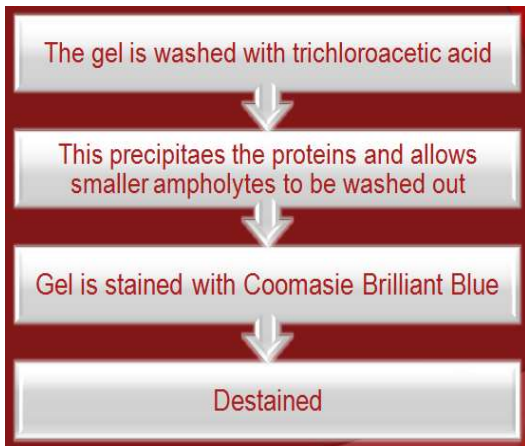 The gel is washed with trichloroacetic acid
This precipitaes the proteins and allows
smaller ampholytes to be washed out
Gel is stained with Coomasie Brilliant Blue
Destained